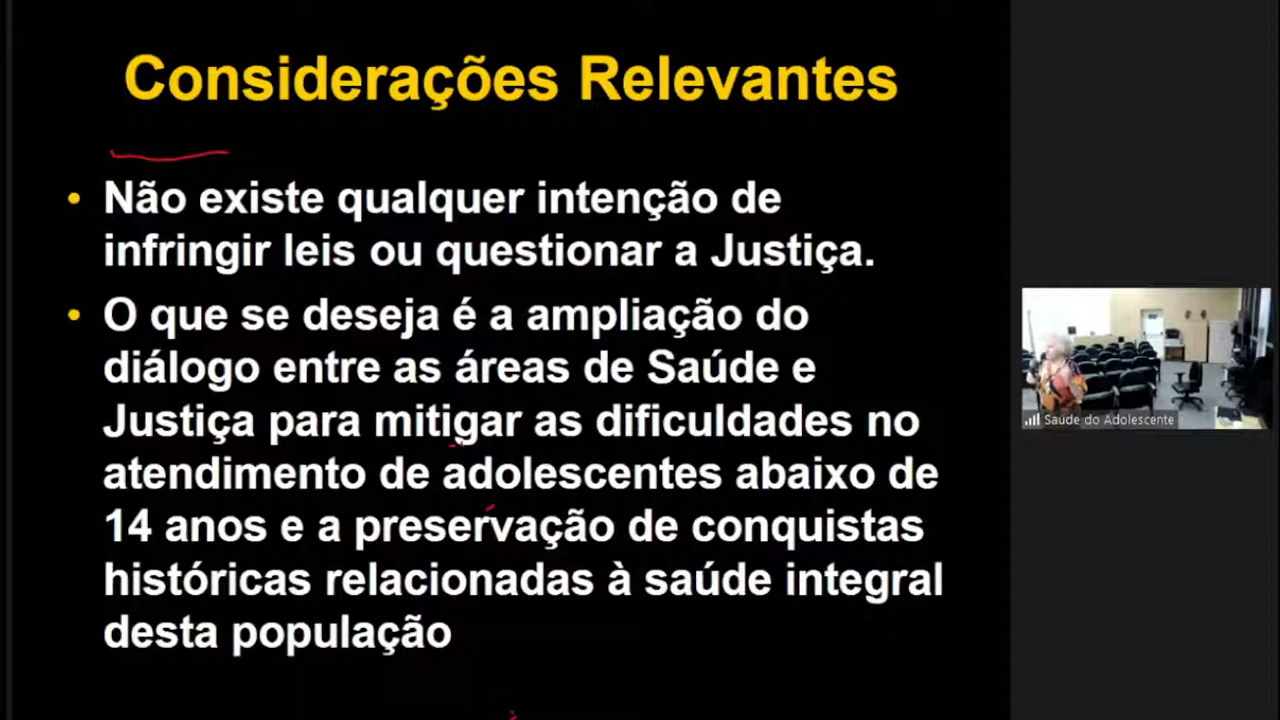 Considerações Relevantes
• Não existe qualquer intenção de
infringir leis ou questionar a Justiça.
• O que se deseja é a ampliação do
diálogo entre as áreas de Saúde e
Justiça para mitigar as dificuldades no
atendimento de adolescentes abaixo de
14 anos e a preservação de conquistas
históricas relacionadas à saúde integral
desta população
Saude do Adolescente